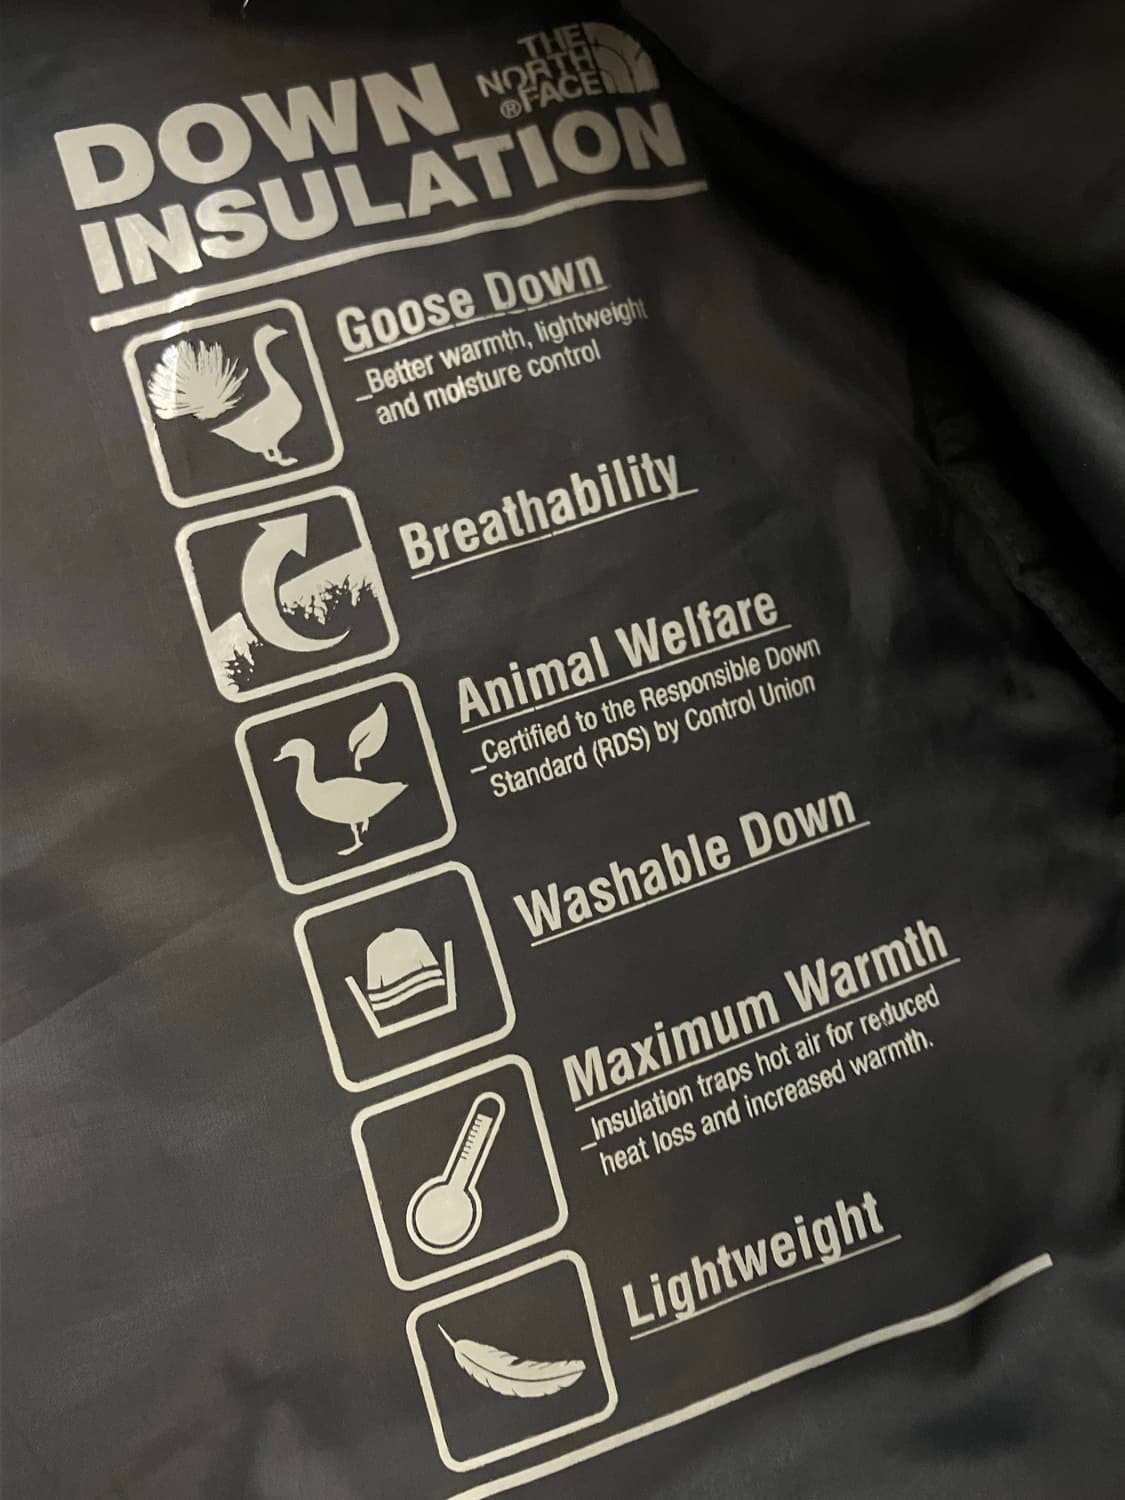 THE
NORTH
®FACE
DOWN
INSULATION
Goose Down
_Better warmth, lightweight
and moisture control
Breathability
Animal Welfare
_Certified to the Responsible Down
Standard (RDS) by Control Union
Washable Down
Maximum Warmth
_Insulation traps hot air for reduced
heat loss and increased warmth.
Lightweight